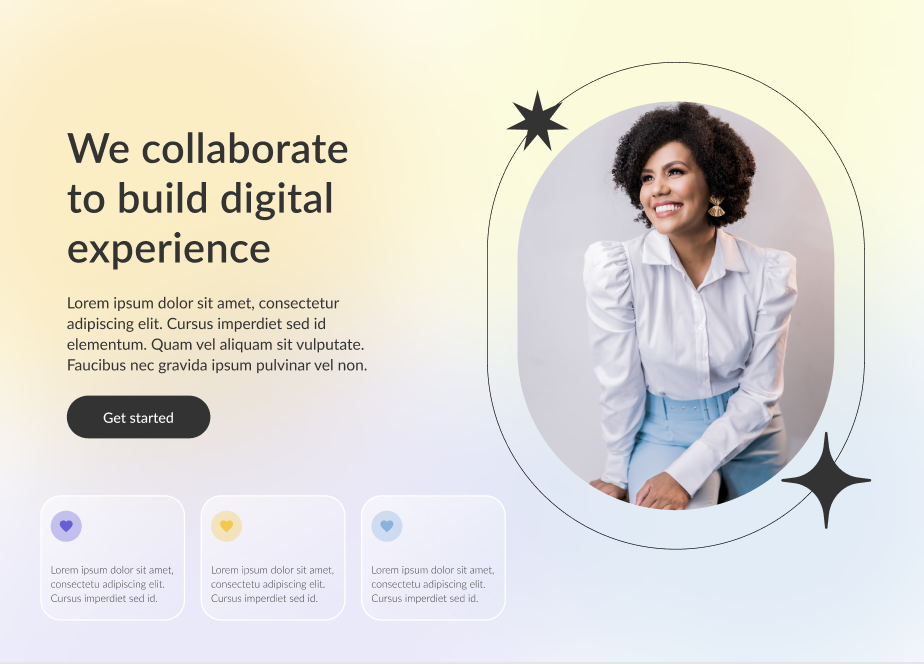 We collaborate
to build digital
experience
Lorem ipsum dolor sit amet, consectetur
adipiscing elit. Cursus imperdiet sed id
elementum. Quam vel aliquam sit vulputate.
Faucibus nec gravida ipsum pulvinar vel non.
Get started
Lorem ipsum dolor sit amet,
consectetu adipiscing elit.
Cursus imperdiet sed id.
Lorem ipsum dolor sit amet,
consectetu adipiscing elit.
Cursus imperdiet sed id.
Lorem ipsum dolor sit amet,
consectetu adipiscing elit.
Cursus imperdiet sed id.